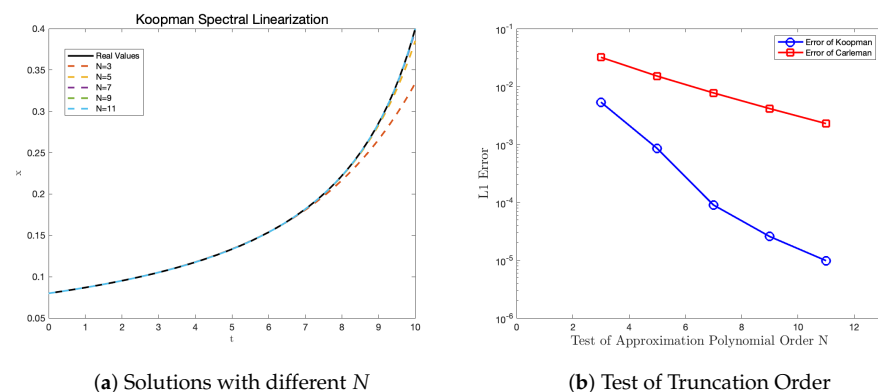 Koopman Spectral Linearization
0.4
0.35
0.3
0.25
0.2
0.15
0.1
0.05
x
Real Values
N=3
N=5
N=7
N=9
N=11
0 1 2 3 4 5 6 7 8 9 10
t
(a) Solutions with different N
10-1
10-2
10-3
10-4
10-5
10-6
L1 Error
Error of Koopman
Error of Carleman
0 2 4 6 8 10 12
Test of Approximation Polynomial Order N
(b) Test of Truncation Order